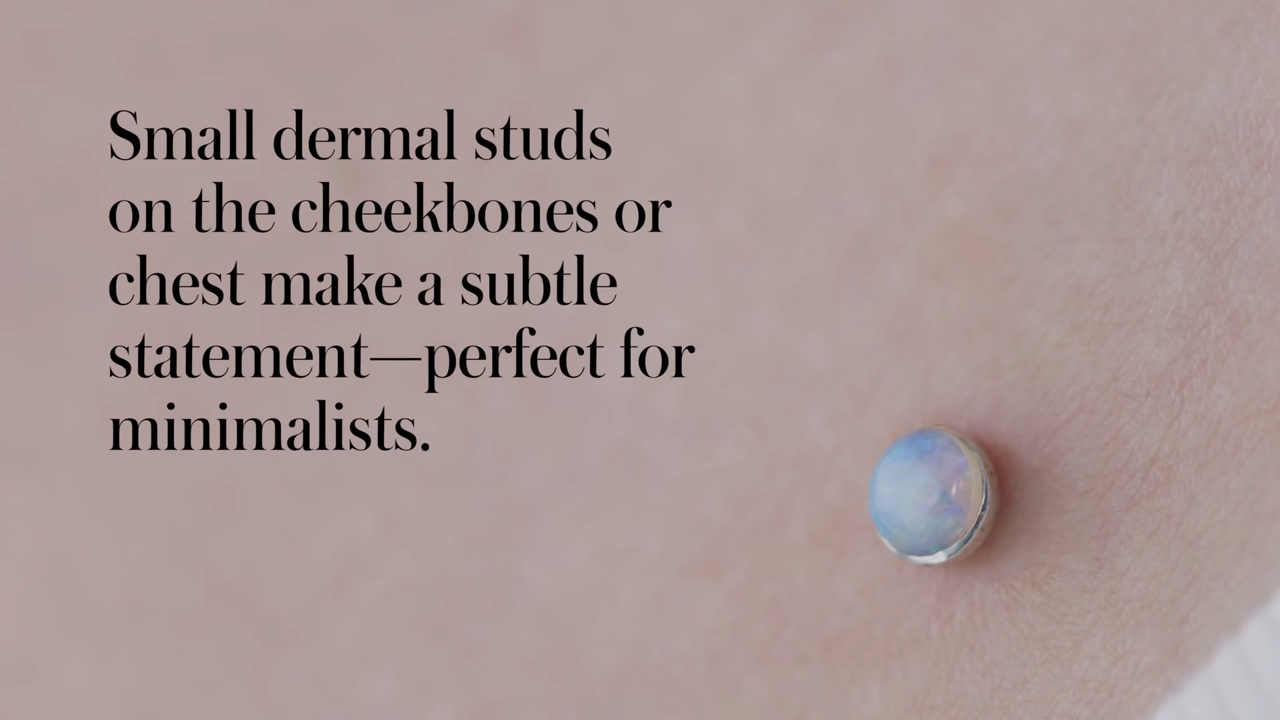 Small dermal studs
on the cheekbones or
chest make a subtle
statement—perfect for
minimalists.